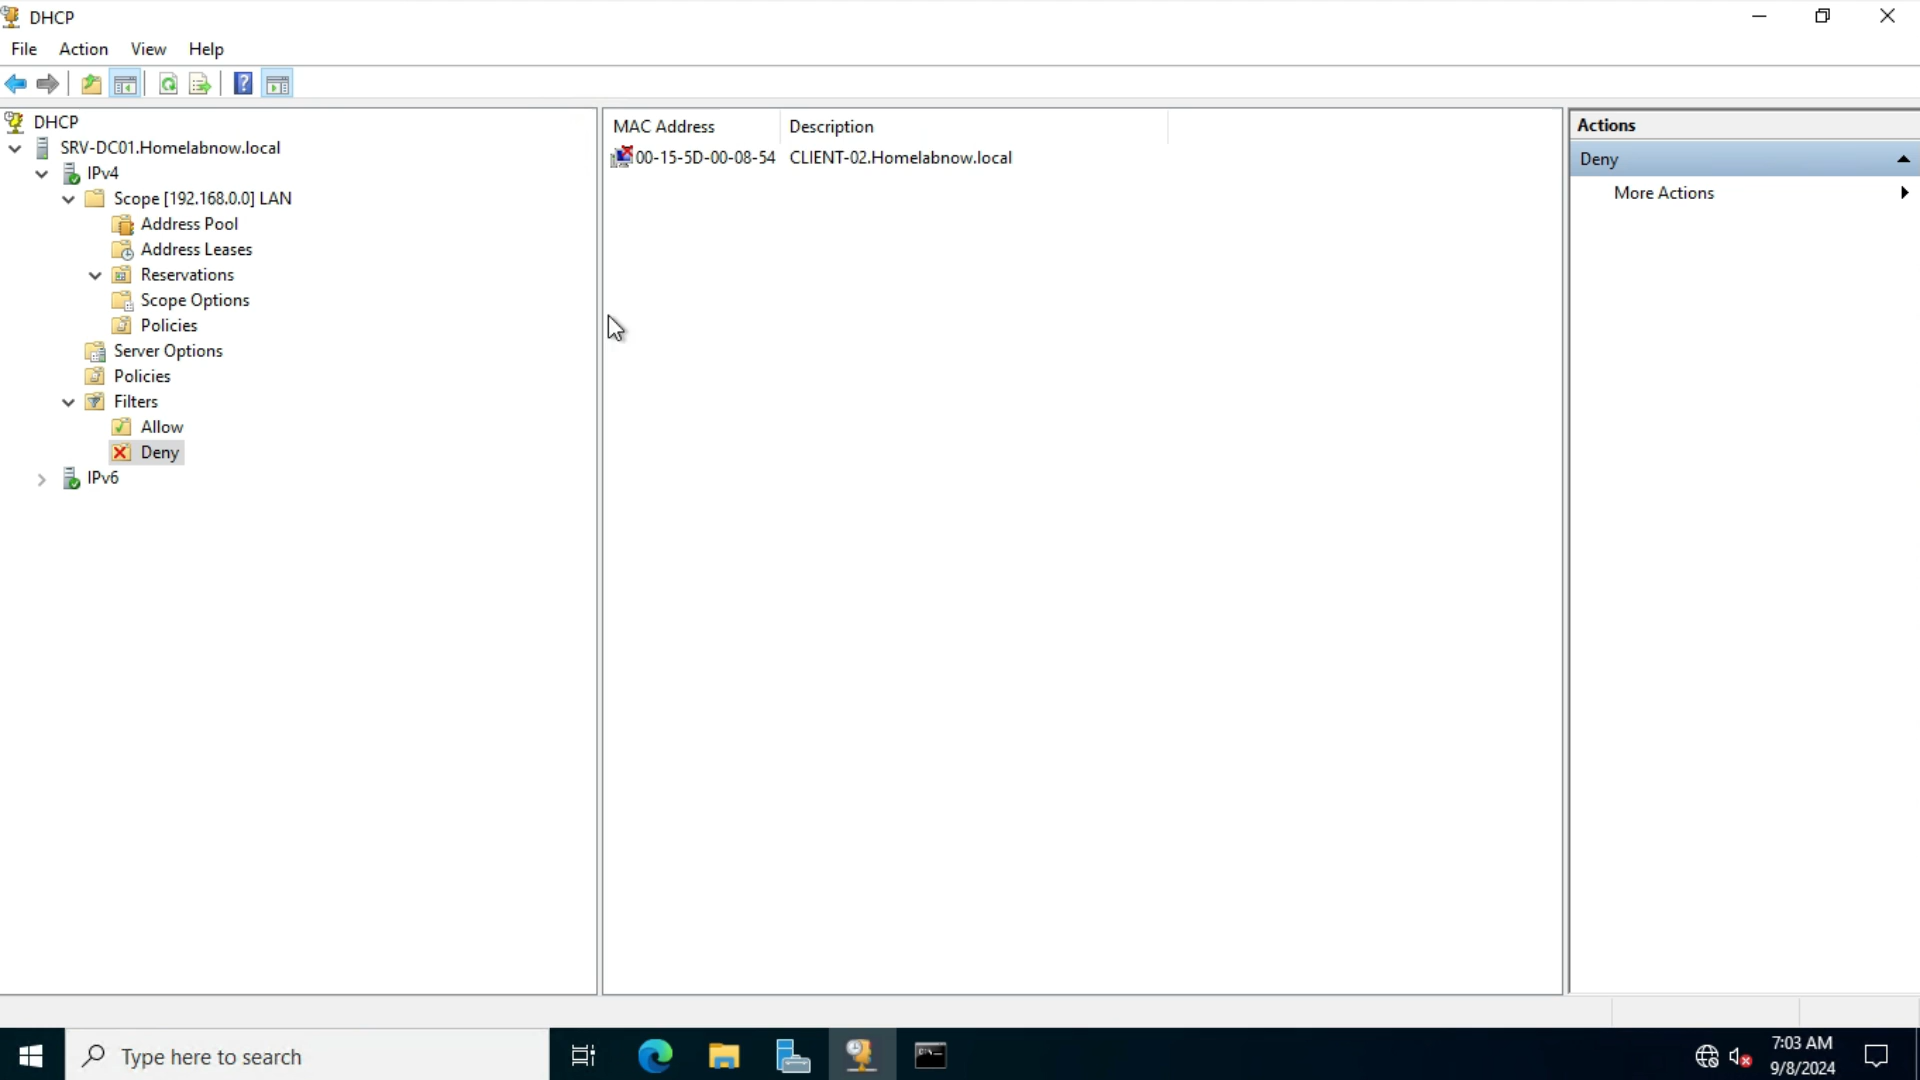 DHCP
File Action View Help
DHCP
SRV-DC01.Homelabnow.local
IPv4
Scope [192.168.0.0] LAN
Address Pool
Address Leases
Reservations
Scope Options
Policies
Server Options
Policies
Filters
Allow
Deny
IPv6
MAC Address Description
00-15-5D-00-08-54 CLIENT-02.Homelabnow.local
Actions
Deny
More Actions
Type here to search
7:03 AM
9/8/2024